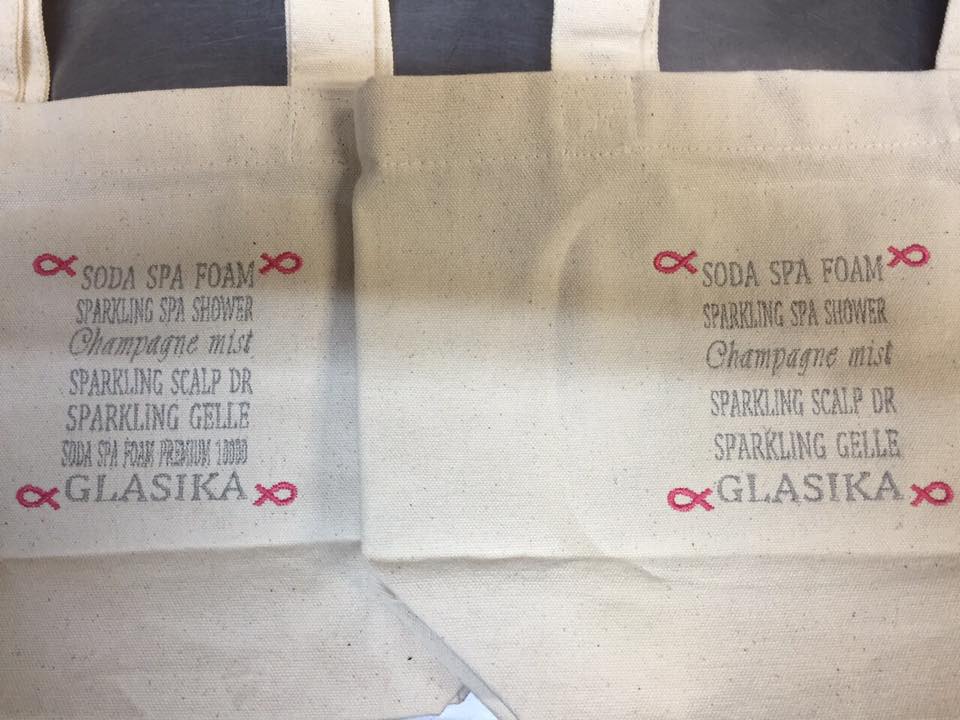 SODA SPA FOAM
SPARKLING SPA SHOWER
Champagne mist
SPARKLING SCALP DR
SPARKLING GELLE
SODA SPA FOAM PREMIUM 10000
GLASIKA
SODA SPA FOAM
SPARKLING SPA SHOWER
Champagne mist
SPARKLING SCALP DR
SPARKLING GELLE
GLASIKA